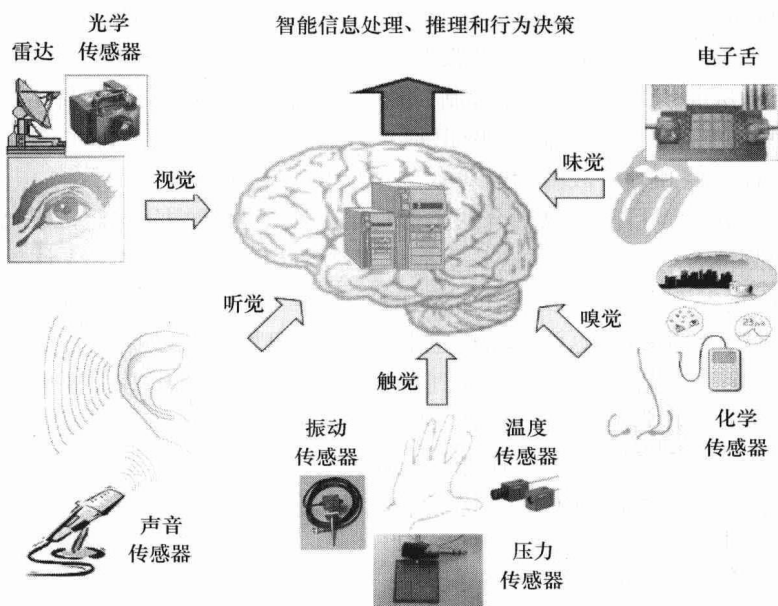 光学
传感器
雷达
智能信息处理、推理和行为决策
电子舌
视觉
味觉
听觉
嗅觉
触觉
振动
传感器
温度
传感器
化学
传感器
声音
传感器
压力
传感器